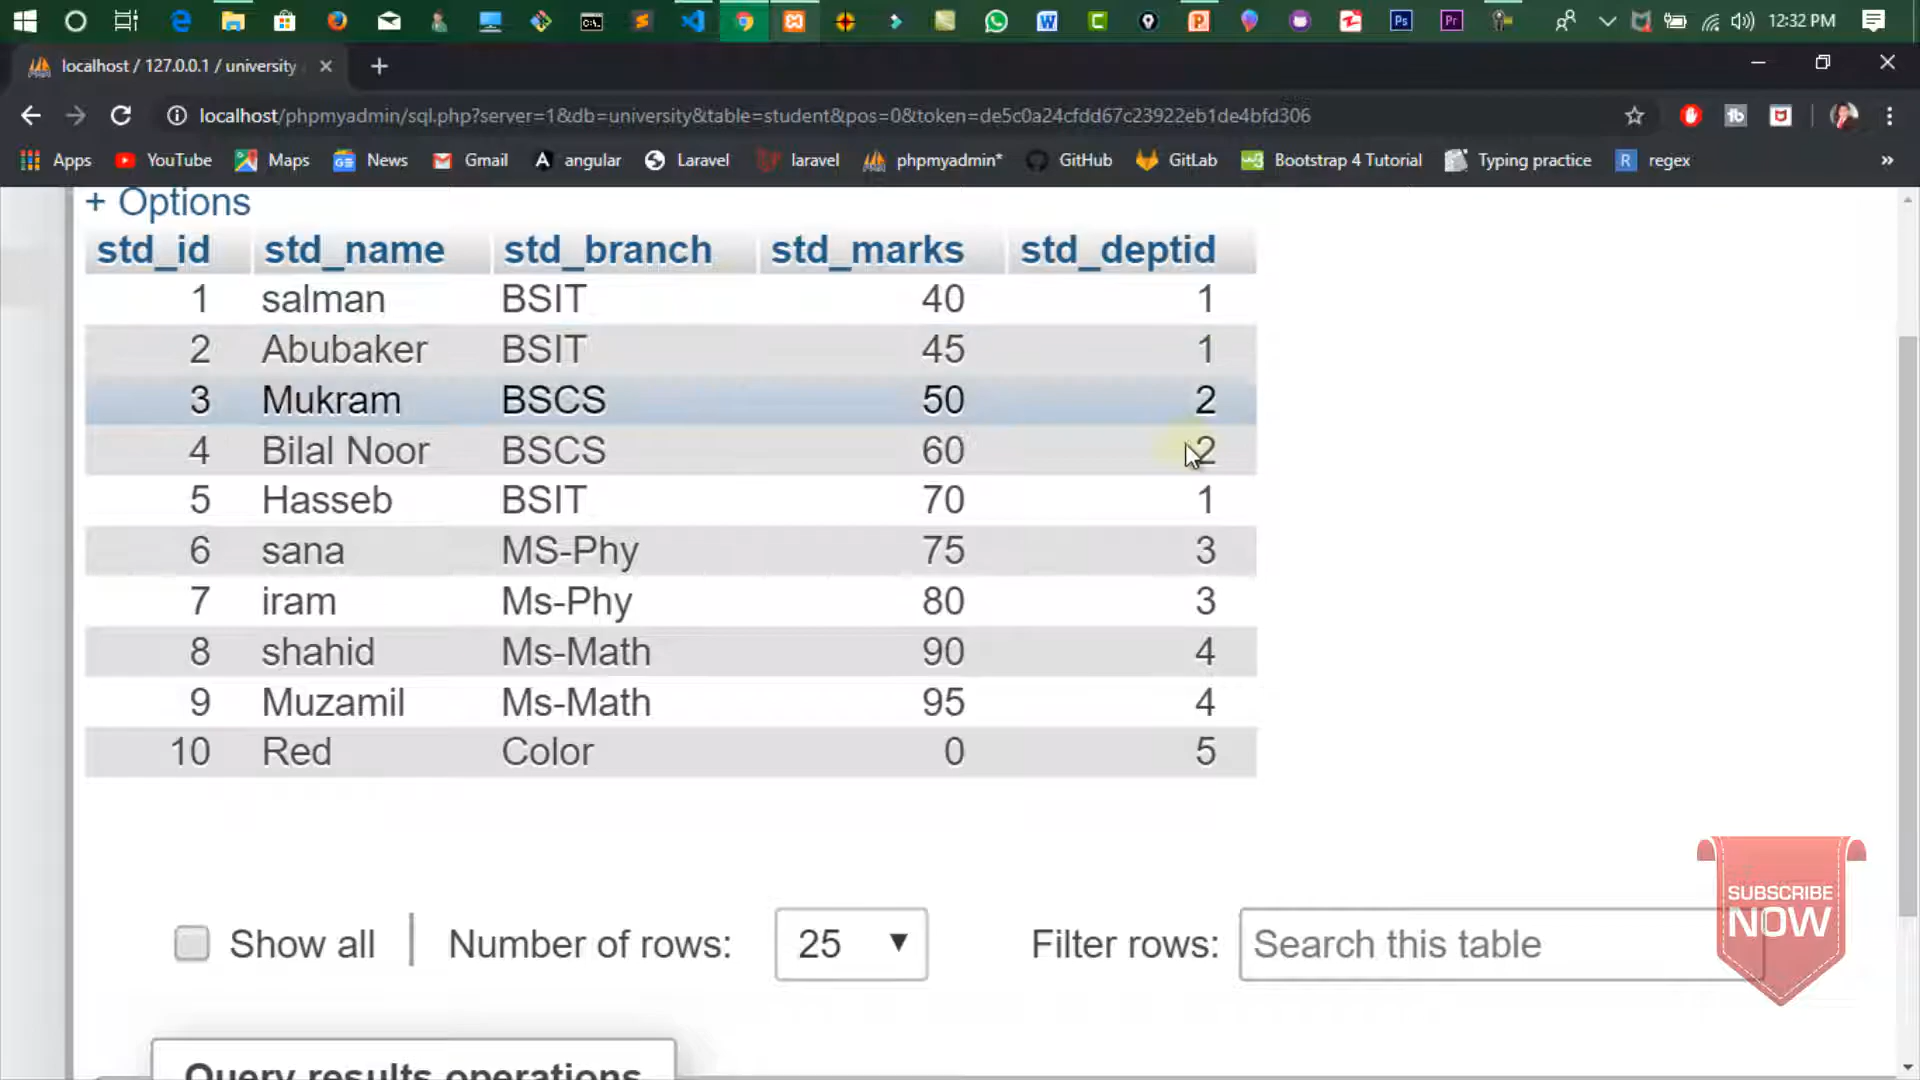 12:32 PM
localhost / 127.0.0.1 / university
localhost/phpmyadmin/sql.php?server=1&db=university&table=student&pos=0&token=de5c0a24cfdd67c23922eb1de4bfd306
Apps YouTube Maps News Gmail angular Laravel laravel phpmyadmin* GitHub GitLab Bootstrap 4 Tutorial Typing practice regex »
+ Options
std_id std_name std_branch std_marks std_deptid
1 salman BSIT 40 1
2 Abubaker BSIT 45 1
3 Mukram BSCS 50 2
4 Bilal Noor BSCS 60 2
5 Hasseb BSIT 70 1
6 sana MS-Phy 75 3
7 iram Ms-Phy 80 3
8 shahid Ms-Math 90 4
9 Muzamil Ms-Math 95 4
10 Red Color 0 5
SUBSCRIBE
NOW
Show all Number of rows: 25 Filter rows: Search this table
Query results operations